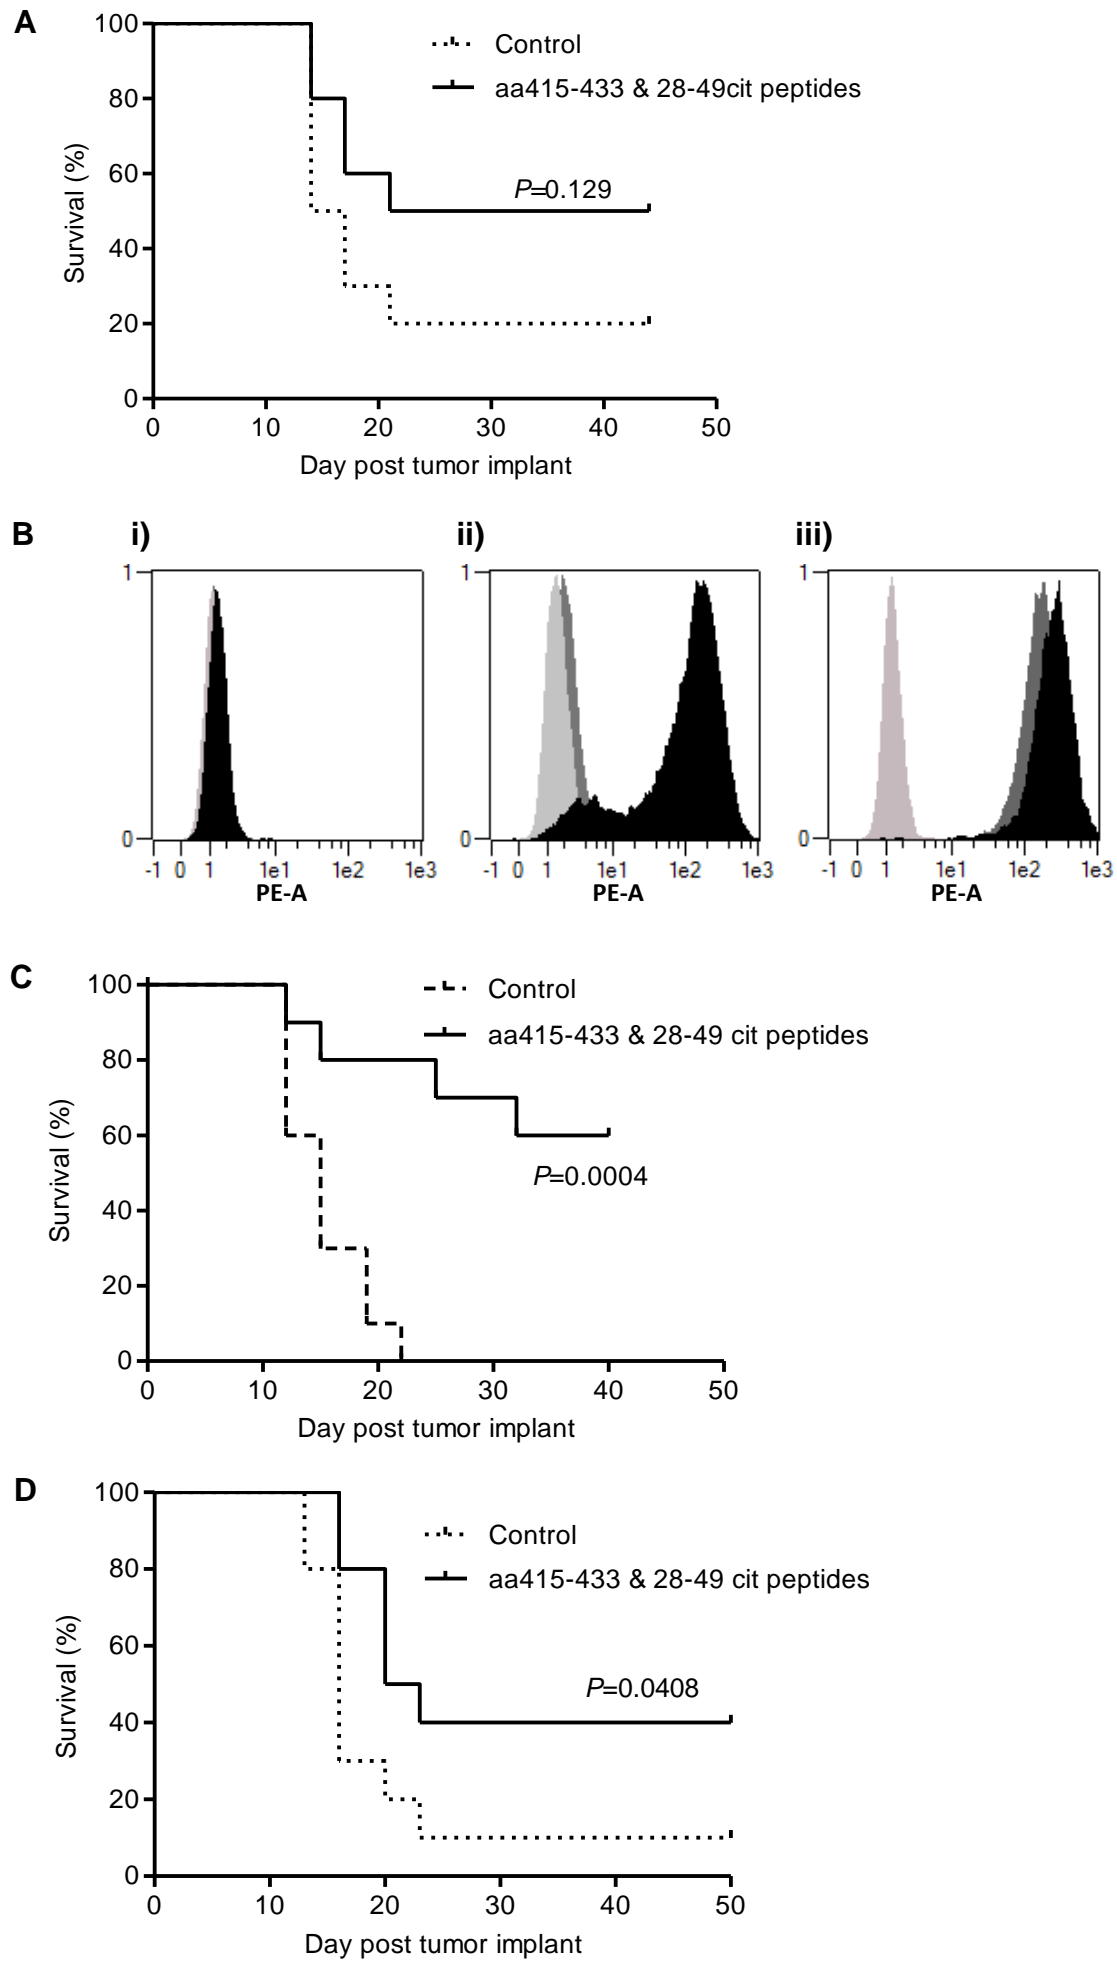 A
100
80
60
40
20
0
Survival (%)
Control
aa415-433 & 28-49cit peptides
P=0.129
0 10 20 30 40 50
Day post tumor implant
B i) ii) iii)
1 1 1
0 0 0
-1 0 1 1e1 1e2 1e3 -1 0 1 1e1 1e2 1e3 -1 0 1 1e1 1e2 1e3
PE-A PE-A PE-A
C
100
80
60
40
20
0
Survival (%)
Control
aa415-433 & 28-49 cit peptides
P=0.0004
0 10 20 30 40 50
Day post tumor implant
D
100
80
60
40
20
0
Survival (%)
Control
aa415-433 & 28-49 cit peptides
P=0.0408
0 10 20 30 40 50
Day post tumor implant